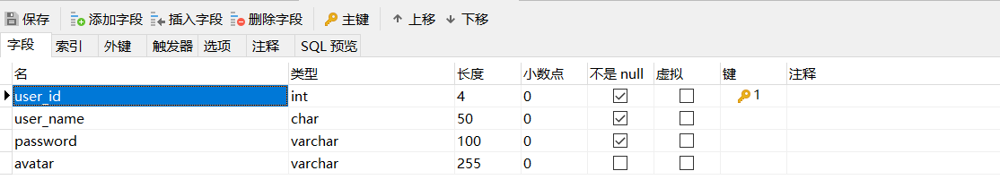 保存 添加字段 插入字段 删除字段 主键 上移 下移
字段 索引 外键 触发器 选项 注释 SQL 预览
名 类型 长度 小数点 不是 null 虚拟 键 注释
user_id int 4 0 1
user_name char 50 0
password varchar 100 0
avatar varchar 255 0